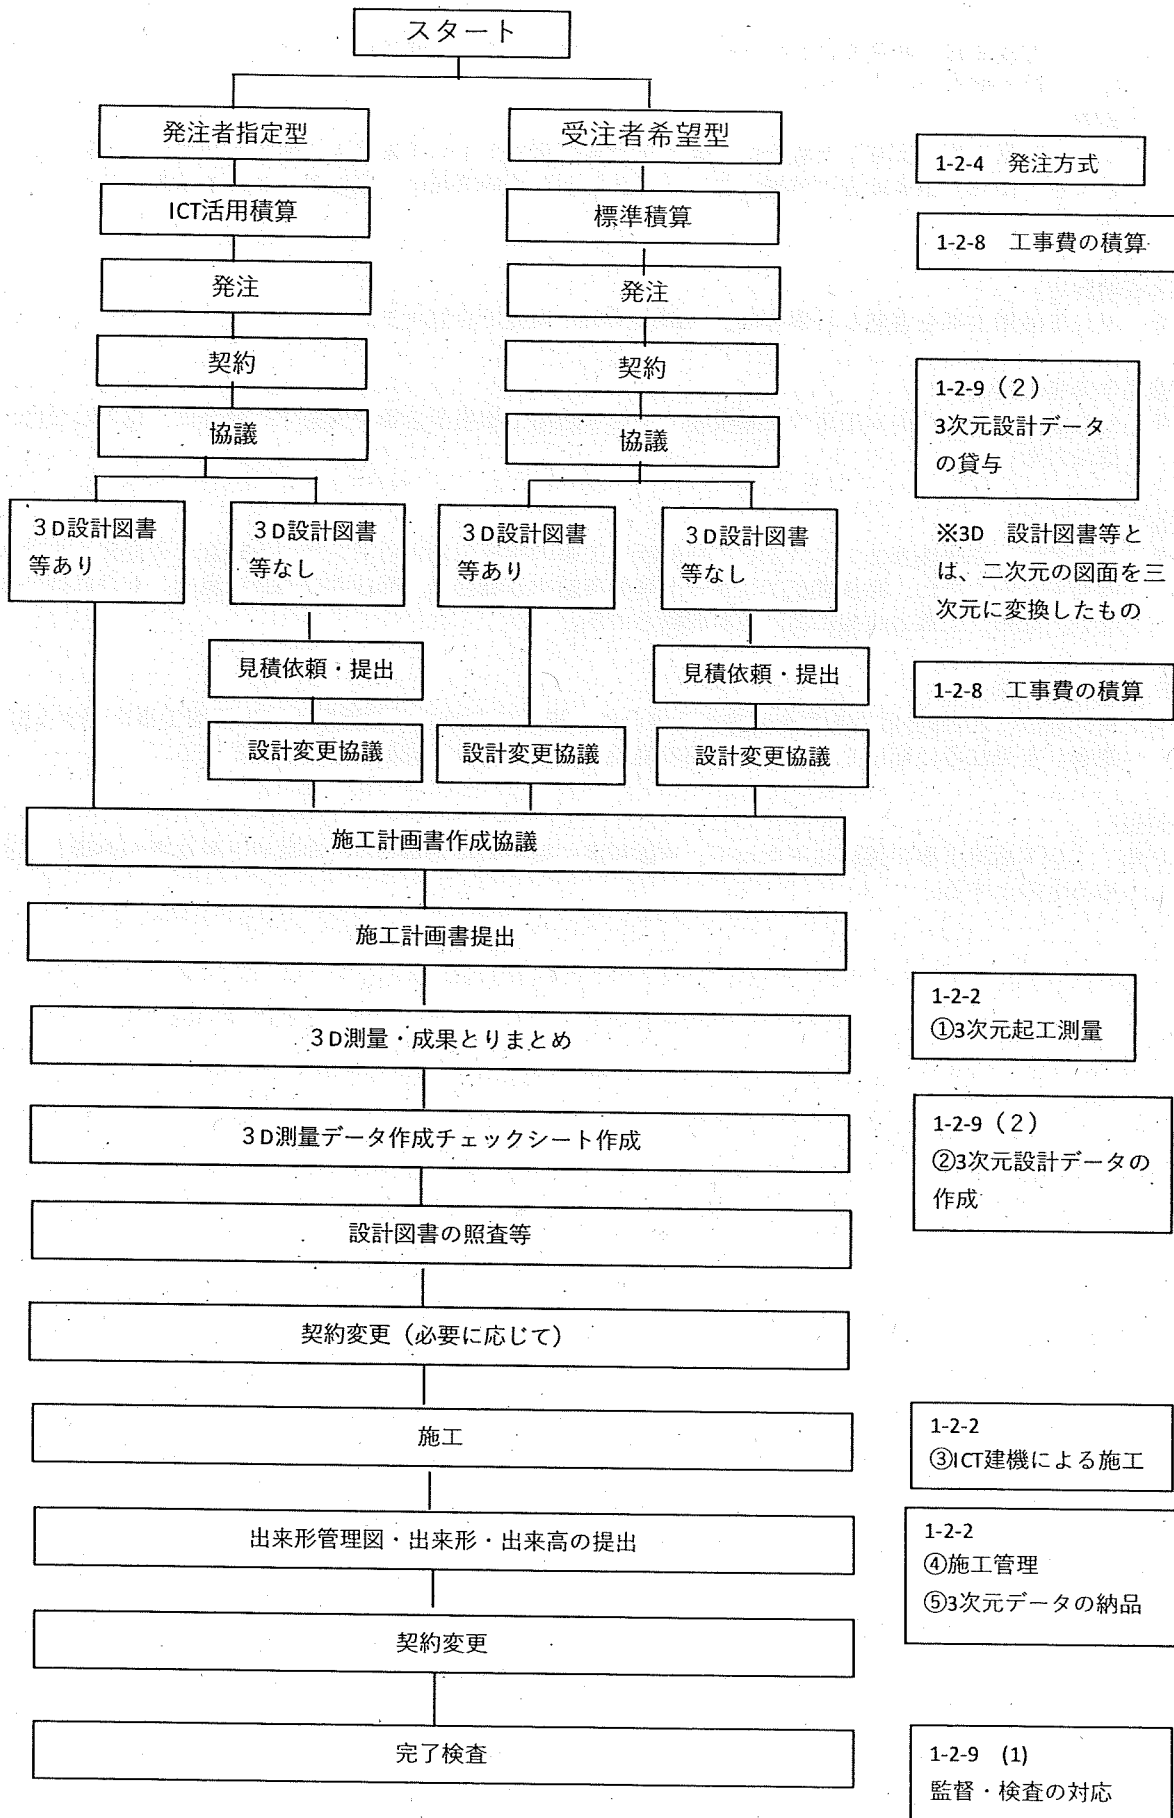 スタート
発注者指定型
受注者希望型
1-2-4 発注方式
ICT活用積算
標準積算
1-2-8 工事費の積算
発注
発注
契約
契約
1-2-9（2）
3次元設計データ
の貸与
協議
協議
3D設計図書
等あり
3D設計図書
等なし
3D設計図書
等あり
3D設計図書
等なし
※3D 設計図書等と
は、二次元の図面を三
次元に変換したもの
見積依頼・提出
見積依頼・提出
1-2-8 工事費の積算
設計変更協議
設計変更協議
設計変更協議
施工計画書作成協議
施工計画書提出
3D測量・成果とりまとめ
1-2-2
①3次元起工測量
3D測量データ作成チェックシート作成
1-2-9（2）
②3次元設計データの
作成
設計図書の照査等
契約変更（必要に応じて）
施工
1-2-2
③ICT建機による施工
出来形管理図・出来形・出来高の提出
1-2-2
④施工管理
⑤3次元データの納品
契約変更
完了検査
1-2-9 (1)
監督・検査の対応